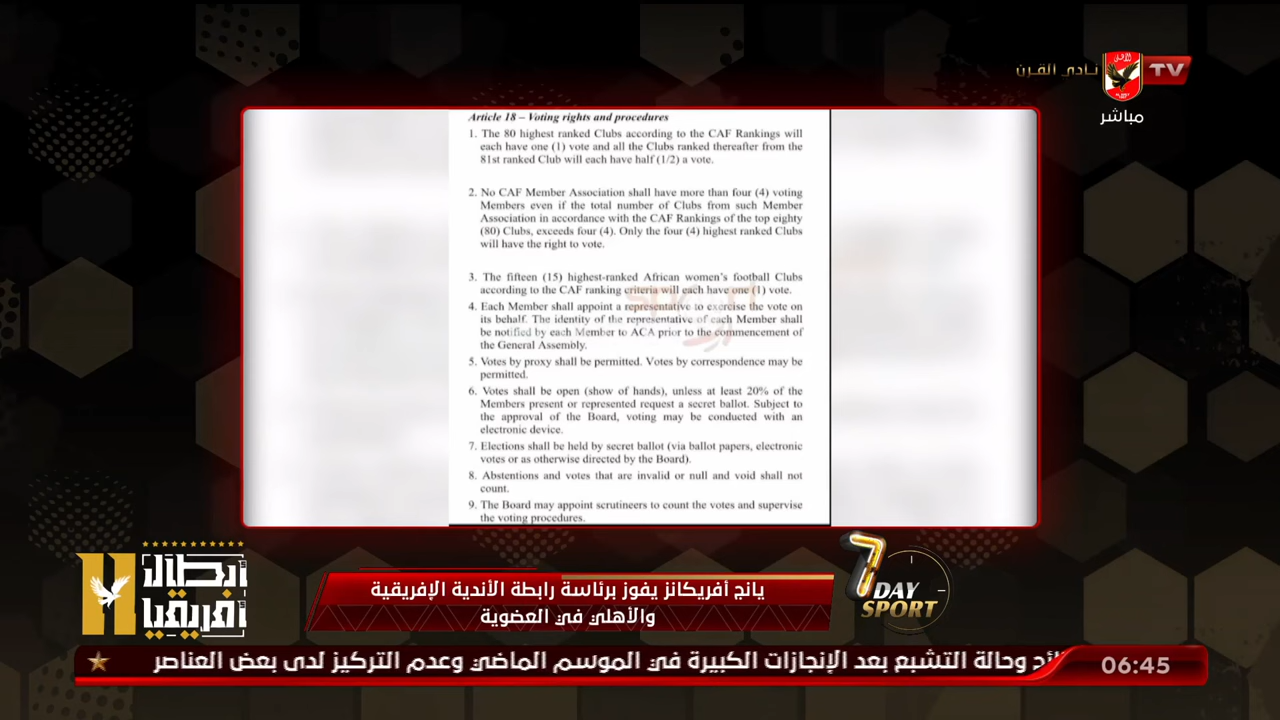 نادي القرن
TV
مباشر
Article 18 – Voting rights and procedures
1. The 80 highest ranked Clubs according to the CAF Rankings will
each have one (1) vote and all the Clubs ranked thereafter from the
81st ranked Club will each have half (1/2) a vote.
2. No CAF Member Association shall have more than four (4) voting
Members even if the total number of Clubs from such Member
Association in accordance with the CAF Rankings of the top eighty
(80) Clubs, exceeds four (4). Only the four (4) highest ranked Clubs
will have the right to vote.
3. The fifteen (15) highest-ranked African women's football Clubs
according to the CAF ranking criteria will each have one (1) vote.
4. Each Member shall appoint a representative to exercise the vote on
its behalf. The identity of the representative of each Member shall
be notified by each Member to ACA prior to the commencement of
the General Assembly.
5. Votes by proxy shall be permitted. Votes by correspondence may be
permitted.
6. Votes shall be open (show of hands), unless at least 20% of the
Members present or represented request a secret ballot. Subject to
the approval of the Board, voting may be conducted with an
electronic device.
7. Elections shall be held by secret ballot (via ballot papers, electronic
votes or as otherwise directed by the Board).
8. Abstentions and votes that are invalid or null and void shall not
count.
9. The Board may appoint scrutineers to count the votes and supervise
the voting procedures.
أبطال
أفريقيا
يانج أفريكانز يفوز برئاسة رابطة الأندية الإفريقية
والأهلي في العضوية
7
DAY
SPORT
وحالة التشبع بعد الإنجازات الكبيرة في الموسم الماضي وعدم التركيز لدى بعض العناصر
06:45